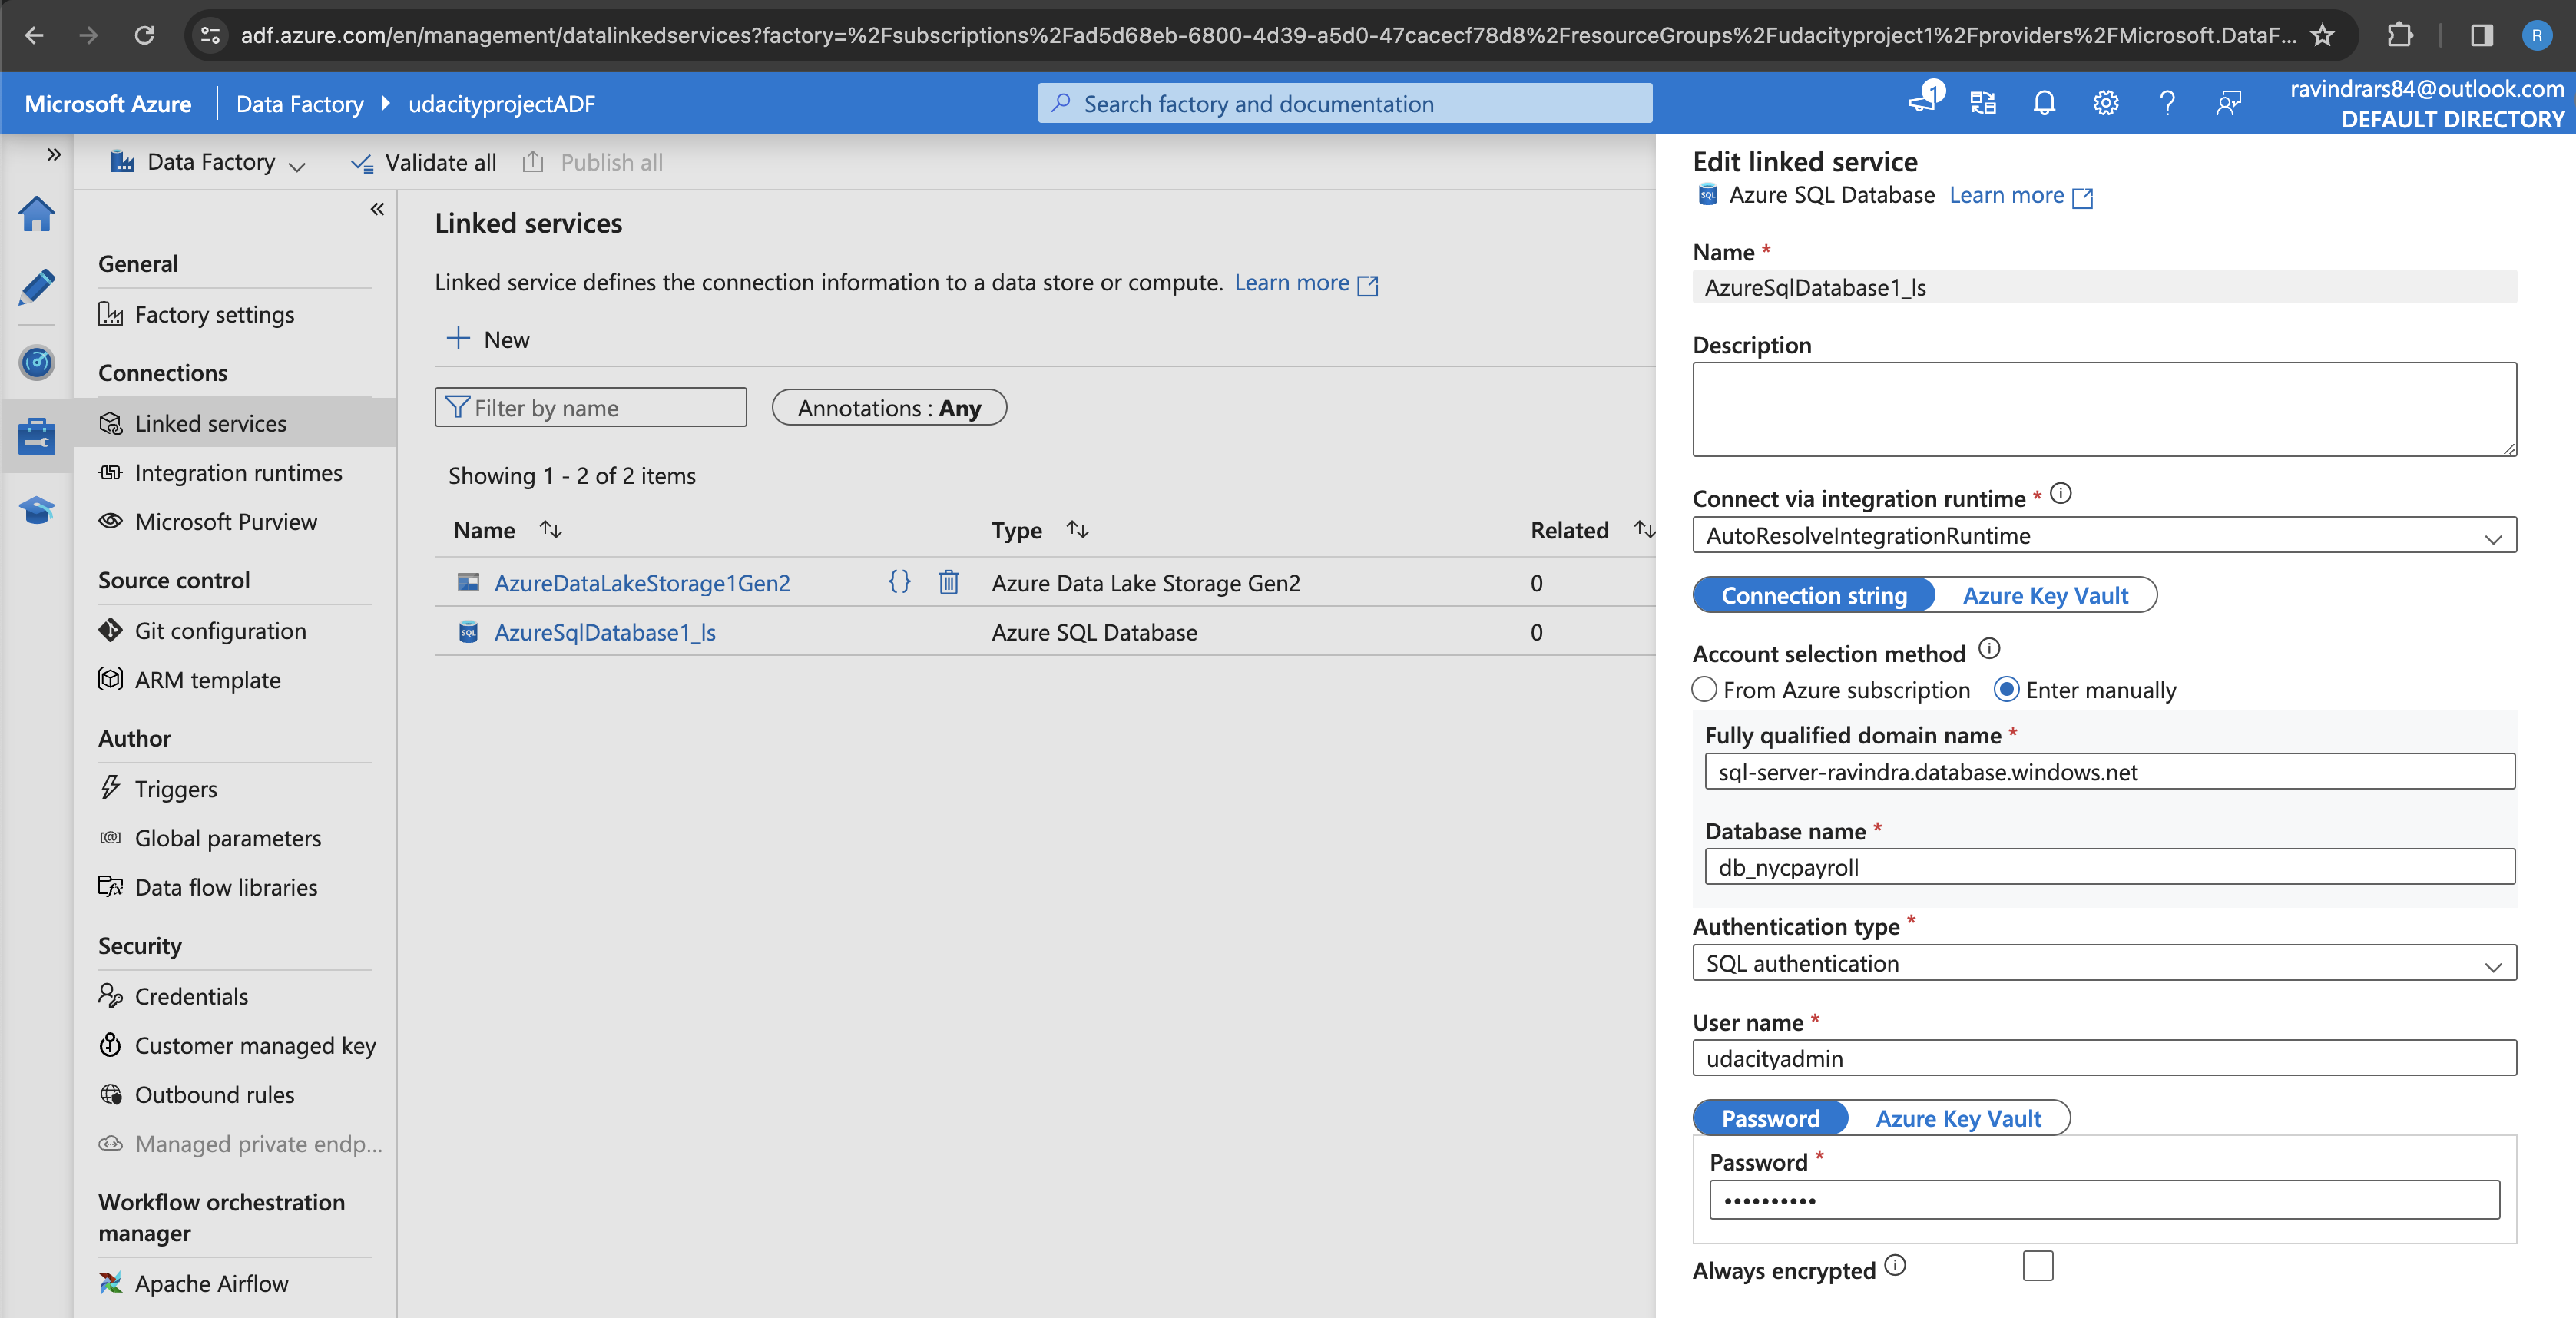 adf.azure.com/en/management/datalinkedservices?factory=%2Fsubscriptions%2Fad5d68eb-6800-4d39-a5d0-47cacecf78d8%2FresourceGroups%2Fudacityproject1%2Fproviders%2FMicrosoft.DataF...
R
Microsoft Azure
Data Factory
udacityprojectADF
Search factory and documentation
1
ravindrars84@outlook.com
DEFAULT DIRECTORY
Data Factory
Validate all
Publish all
General
Factory settings
Connections
Linked services
Integration runtimes
Microsoft Purview
Source control
Git configuration
ARM template
Author
Triggers
Global parameters
Data flow libraries
Security
Credentials
Customer managed key
Outbound rules
Managed private endp...
Workflow orchestration
manager
Apache Airflow
Linked services
Linked service defines the connection information to a data store or compute. Learn more
New
Filter by name
Annotations : Any
Showing 1 - 2 of 2 items
Name Type Related
AzureDataLakeStorage1Gen2 {} Azure Data Lake Storage Gen2 0
SQL AzureSqlDatabase1_ls Azure SQL Database 0
Edit linked service
SQL Azure SQL Database Learn more
Name *
AzureSqlDatabase1_ls
Description
Connect via integration runtime *
AutoResolveIntegrationRuntime
Connection string Azure Key Vault
Account selection method
From Azure subscription Enter manually
Fully qualified domain name *
sql-server-ravindra.database.windows.net
Database name *
db_nycpayroll
Authentication type *
SQL authentication
User name *
udacityadmin
Password Azure Key Vault
Password *
••••••••••
Always encrypted